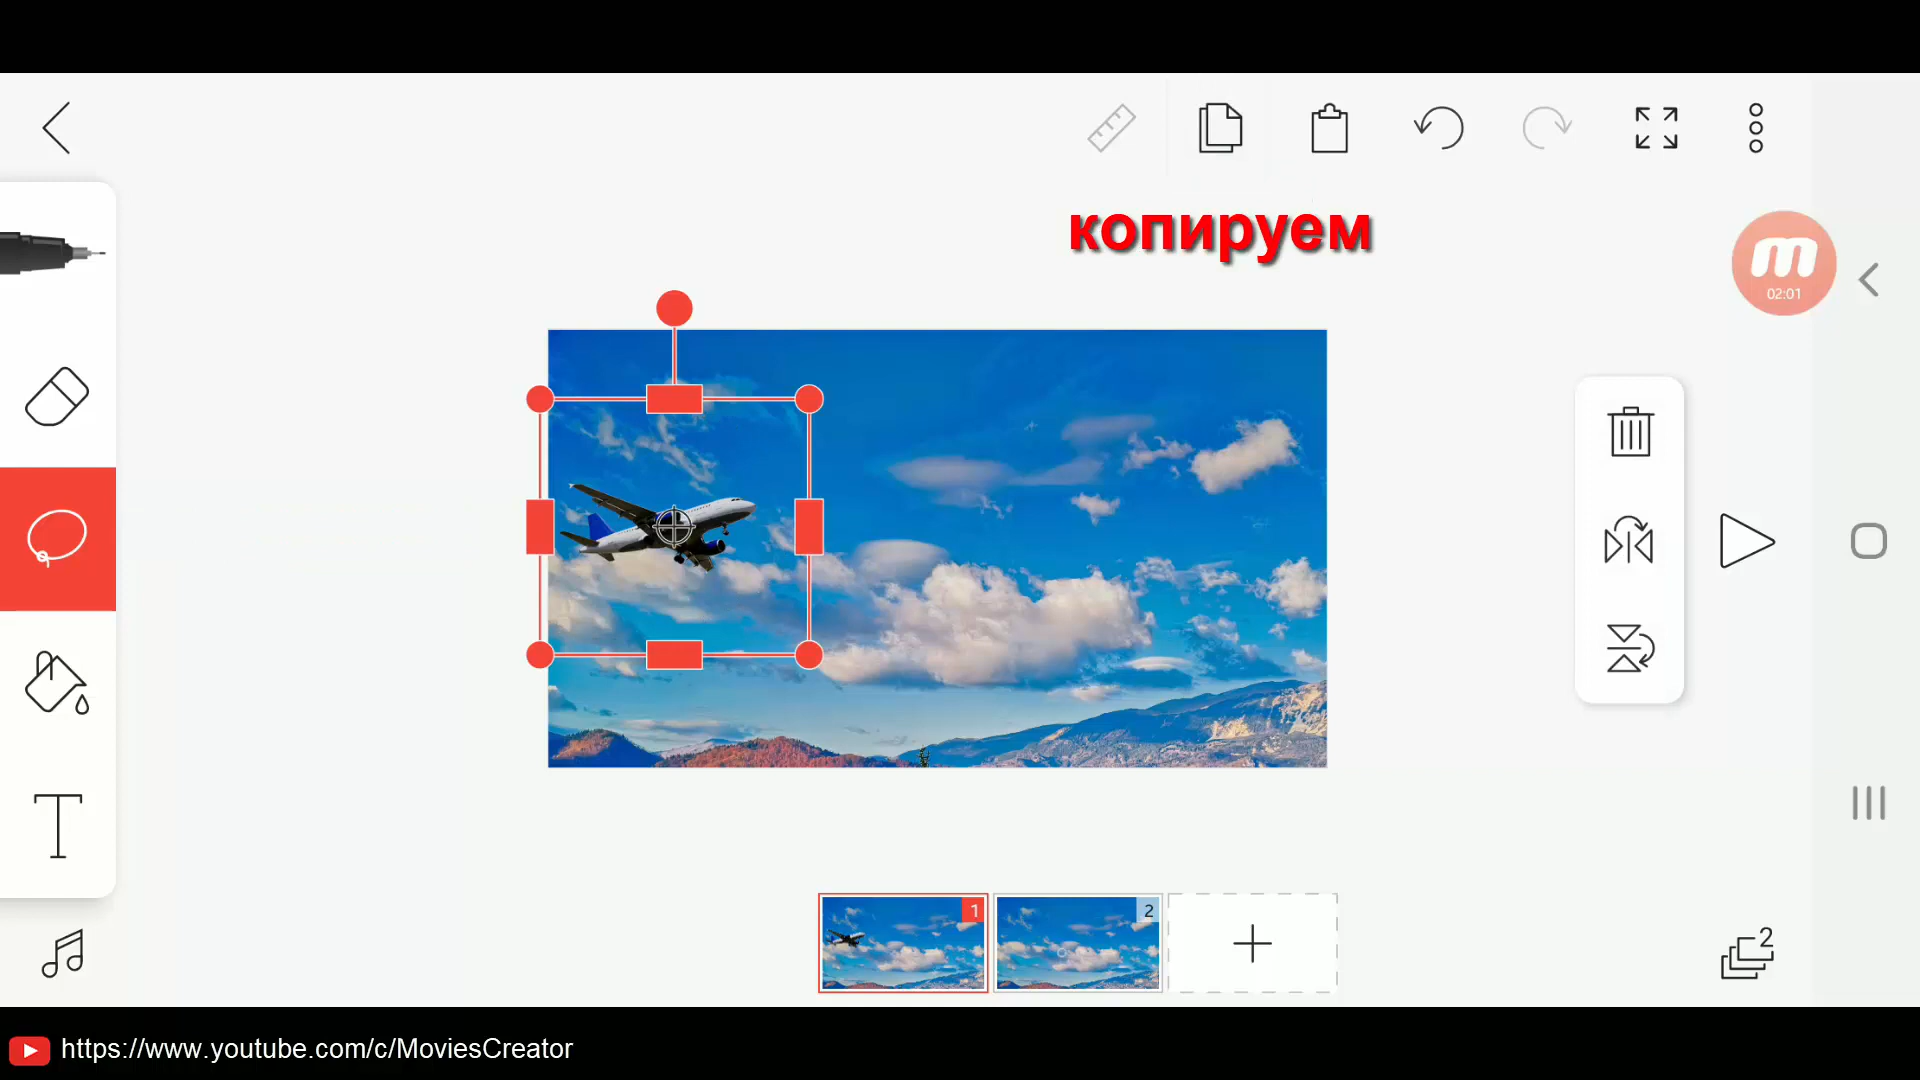 копируем
m
02:01
T
1
2
2
https://www.youtube.com/c/MoviesCreator